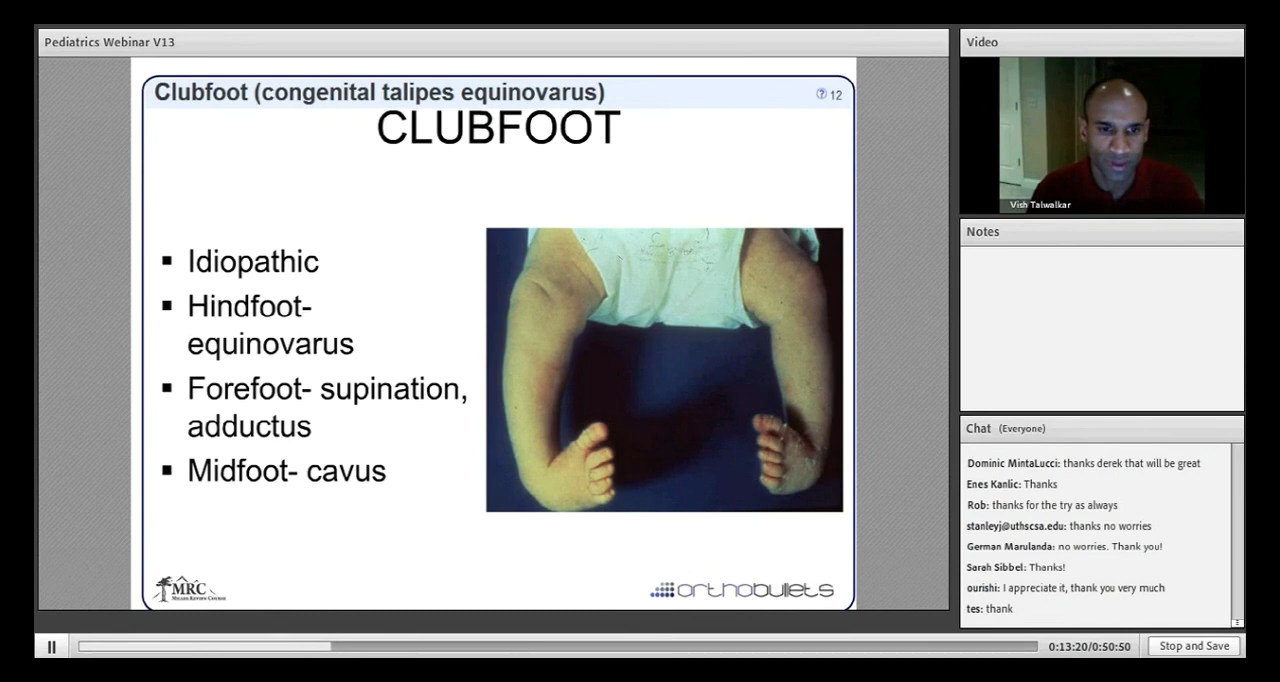 Pediatrics Webinar V13
Clubfoot (congenital talipes equinovarus)
12
CLUBFOOT
Idiopathic
Hindfoot-
equinovarus
Forefoot- supination,
adductus
Midfoot- cavus
MRC
MILLER REVIEW COURSE
orthobullets
Video
Vish Talwalkar
Notes
Chat (Everyone)
Dominic MintaLucci: thanks derek that will be great
Enes Kanlic: Thanks
Rob: thanks for the try as always
stanleyj@uthscsa.edu: thanks no worries
German Marulanda: no worries. Thank you!
Sarah Sibbel: Thanks!
ourishi: I appreciate it, thank you very much
tes: thank
0:13:20/0:50:50
Stop and Save